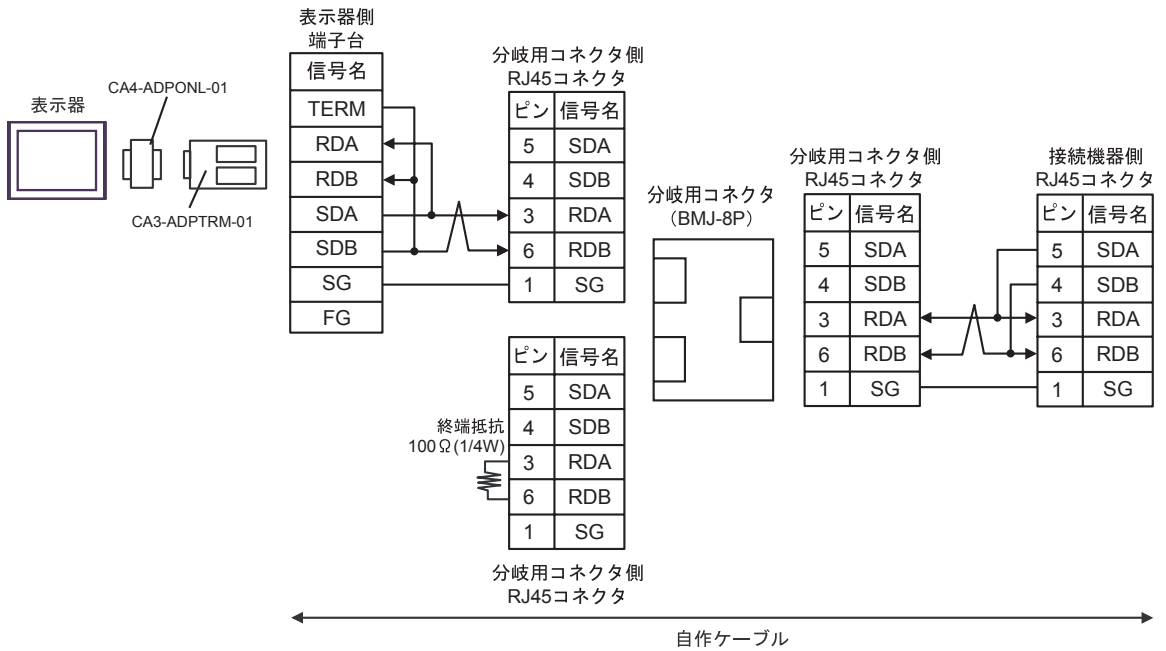 表示器
CA4-ADPONL-01
CA3-ADPTRM-01
表示器側
端子台
信号名
TERM
RDA
RDB
SDA
SDB
SG
FG
分岐用コネクタ側
RJ45コネクタ
ピン 信号名
5 SDA
4 SDB
3 RDA
6 RDB
1 SG
終端抵抗
100Ω(1/4W)
ピン 信号名
5 SDA
4 SDB
3 RDA
6 RDB
1 SG
分岐用コネクタ側
RJ45コネクタ
分岐用コネクタ
（BMJ-8P）
分岐用コネクタ側
RJ45コネクタ
ピン 信号名
5 SDA
4 SDB
3 RDA
6 RDB
1 SG
接続機器側
RJ45コネクタ
ピン 信号名
5 SDA
4 SDB
3 RDA
6 RDB
1 SG
自作ケーブル